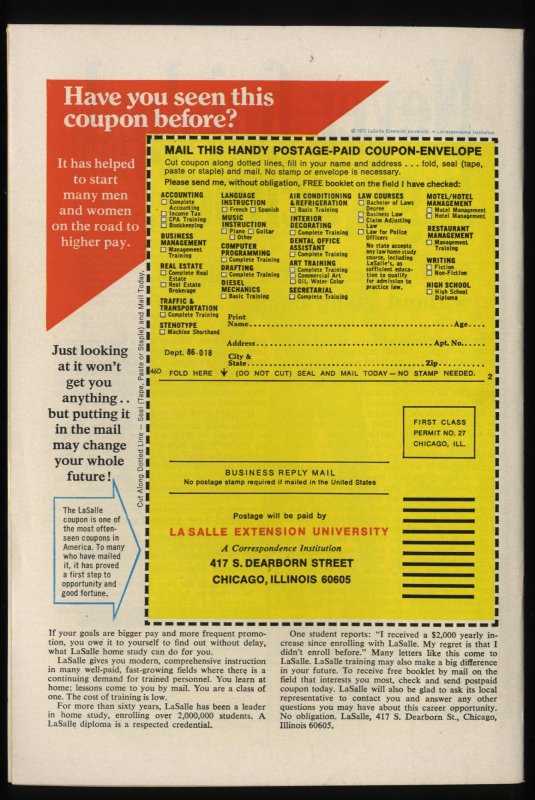 Have you seen this
coupon before?
© 1972 LaSalle Extension University A Correspondence Institution
It has helped
to start
many men
and women
on the road to
higher pay.
Just looking
at it won't
get you
anything..
but putting it
in the mail
may change
your whole
future!
The LaSalle
coupon is one
of the most often-
seen coupons in
America. To many
who have mailed
it, it has proved
a first step to
opportunity and
good fortune.
Cut Along Dotted Line — Seal (Tape, Paste or Staple) and Mail Today.
MAIL THIS HANDY POSTAGE-PAID COUPON-ENVELOPE
Cut coupon along dotted lines, fill in your name and address . . . fold, seal (tape,
paste or staple) and mail. No stamp or envelope is necessary.
Please send me, without obligation, FREE booklet on the field I have checked:
ACCOUNTING
☐ Complete
Accounting
☐ Income Tax
☐ CPA Training
☐ Bookkeeping
BUSINESS
MANAGEMENT
☐ Management
Training
REAL ESTATE
☐ Complete Real
Estate
☐ Real Estate
Brokerage
TRAFFIC &
TRANSPORTATION
☐ Complete Training
STENOTYPE
☐ Machine Shorthand
LANGUAGE
INSTRUCTION
☐ French ☐ Spanish
MUSIC
INSTRUCTION
☐ Piano ☐ Guitar
☐ Other
COMPUTER
PROGRAMMING
☐ Complete Training
DRAFTING
☐ Complete Training
DIESEL
MECHANICS
☐ Basic Training
AIR CONDITIONING
& REFRIGERATION
☐ Basic Training
INTERIOR
DECORATING
☐ Complete Training
DENTAL OFFICE
ASSISTANT
☐ Complete Training
ART TRAINING
☐ Complete Training
☐ Commercial Art
☐ Oil, Water Color
SECRETARIAL
☐ Complete Training
LAW COURSES
☐ Bachelor of Laws
Degree
☐ Business Law
☐ Claim Adjusting
Law
☐ Law for Police
Officers
No state accepts
any law home study
course, including
LaSalle's, as
sufficient educa-
tion to qualify
for admission to
practice law.
MOTEL/HOTEL
MANAGEMENT
☐ Motel Management
☐ Hotel Management
RESTAURANT
MANAGEMENT
☐ Management
Training
WRITING
☐ Fiction
☐ Non-Fiction
HIGH SCHOOL
☐ High School
Diploma
Print
Name.......... Age....
Address.......... Apt. No....
Dept. 86-018
City &
State.......... Zip..........
460 FOLD HERE (DO NOT CUT) SEAL AND MAIL TODAY—NO STAMP NEEDED. 2
FIRST CLASS
PERMIT NO. 27
CHICAGO, ILL.
BUSINESS REPLY MAIL
No postage stamp required if mailed in the United States
Postage will be paid by
LA SALLE EXTENSION UNIVERSITY
A Correspondence Institution
417 S. DEARBORN STREET
CHICAGO, ILLINOIS 60605
If your goals are bigger pay and more frequent promo-
tion, you owe it to yourself to find out without delay,
what LaSalle home study can do for you.
LaSalle gives you modern, comprehensive instruction
in many well-paid, fast-growing fields where there is a
continuing demand for trained personnel. You learn at
home; lessons come to you by mail. You are a class of
one. The cost of training is low.
For more than sixty years, LaSalle has been a leader
in home study, enrolling over 2,000,000 students. A
LaSalle diploma is a respected credential.
One student reports: "I received a $2,000 yearly in-
crease since enrolling with LaSalle. My regret is that I
didn't enroll before." Many letters like this come to
LaSalle. LaSalle training may also make a big difference
in your future. To receive free booklet by mail on the
field that interests you most, check and send postpaid
coupon today. LaSalle will also be glad to ask its local
representative to contact you and answer any other
questions you may have about this career opportunity.
No obligation. LaSalle, 417 S. Dearborn St., Chicago,
Illinois 60605.